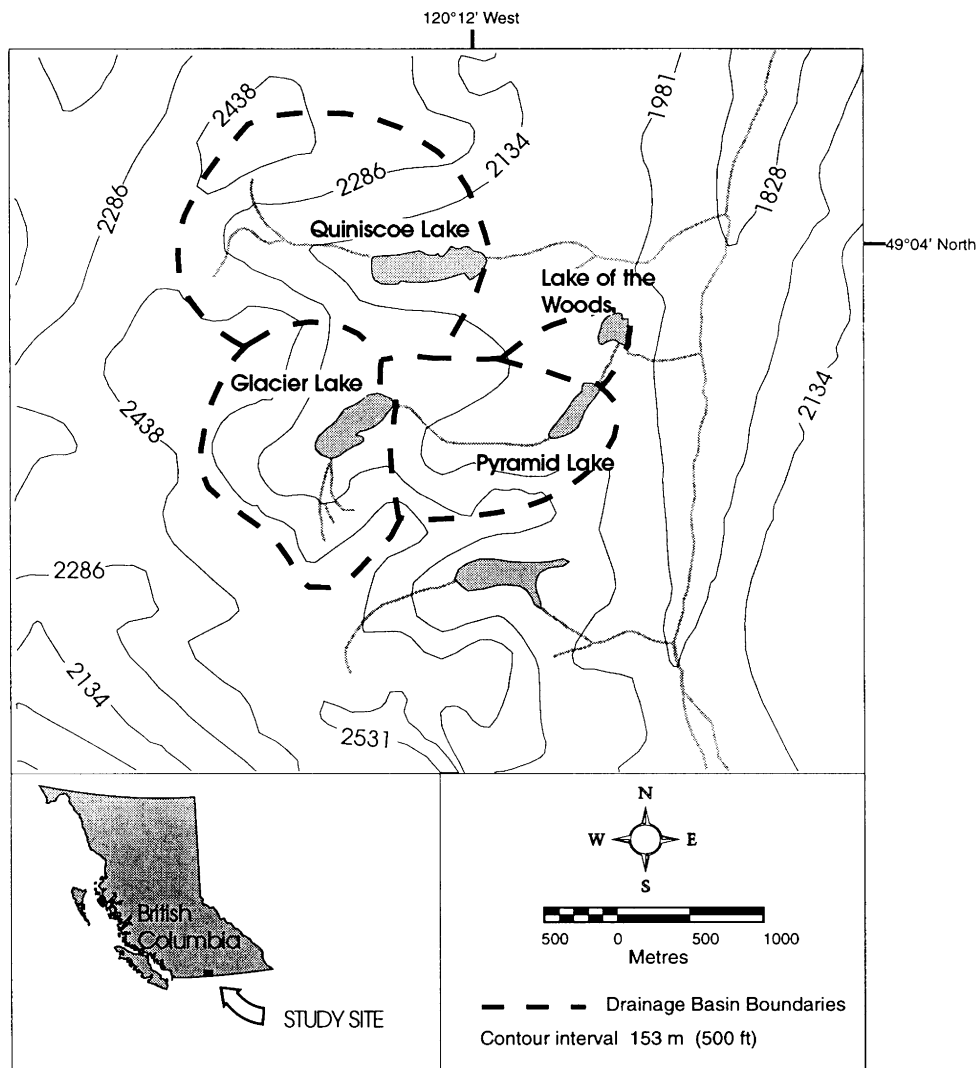 120°12' West
2438
1981
2134
2286
1828
2286
Quiniscoe Lake
49°04' North
Lake of the
Woods
Glacier Lake
2438
2134
Pyramid Lake
2286
2134
2531
British
Columbia
STUDY SITE
N
W E
S
500 0 500 1000
Metres
Drainage Basin Boundaries
Contour interval 153 m (500 ft)